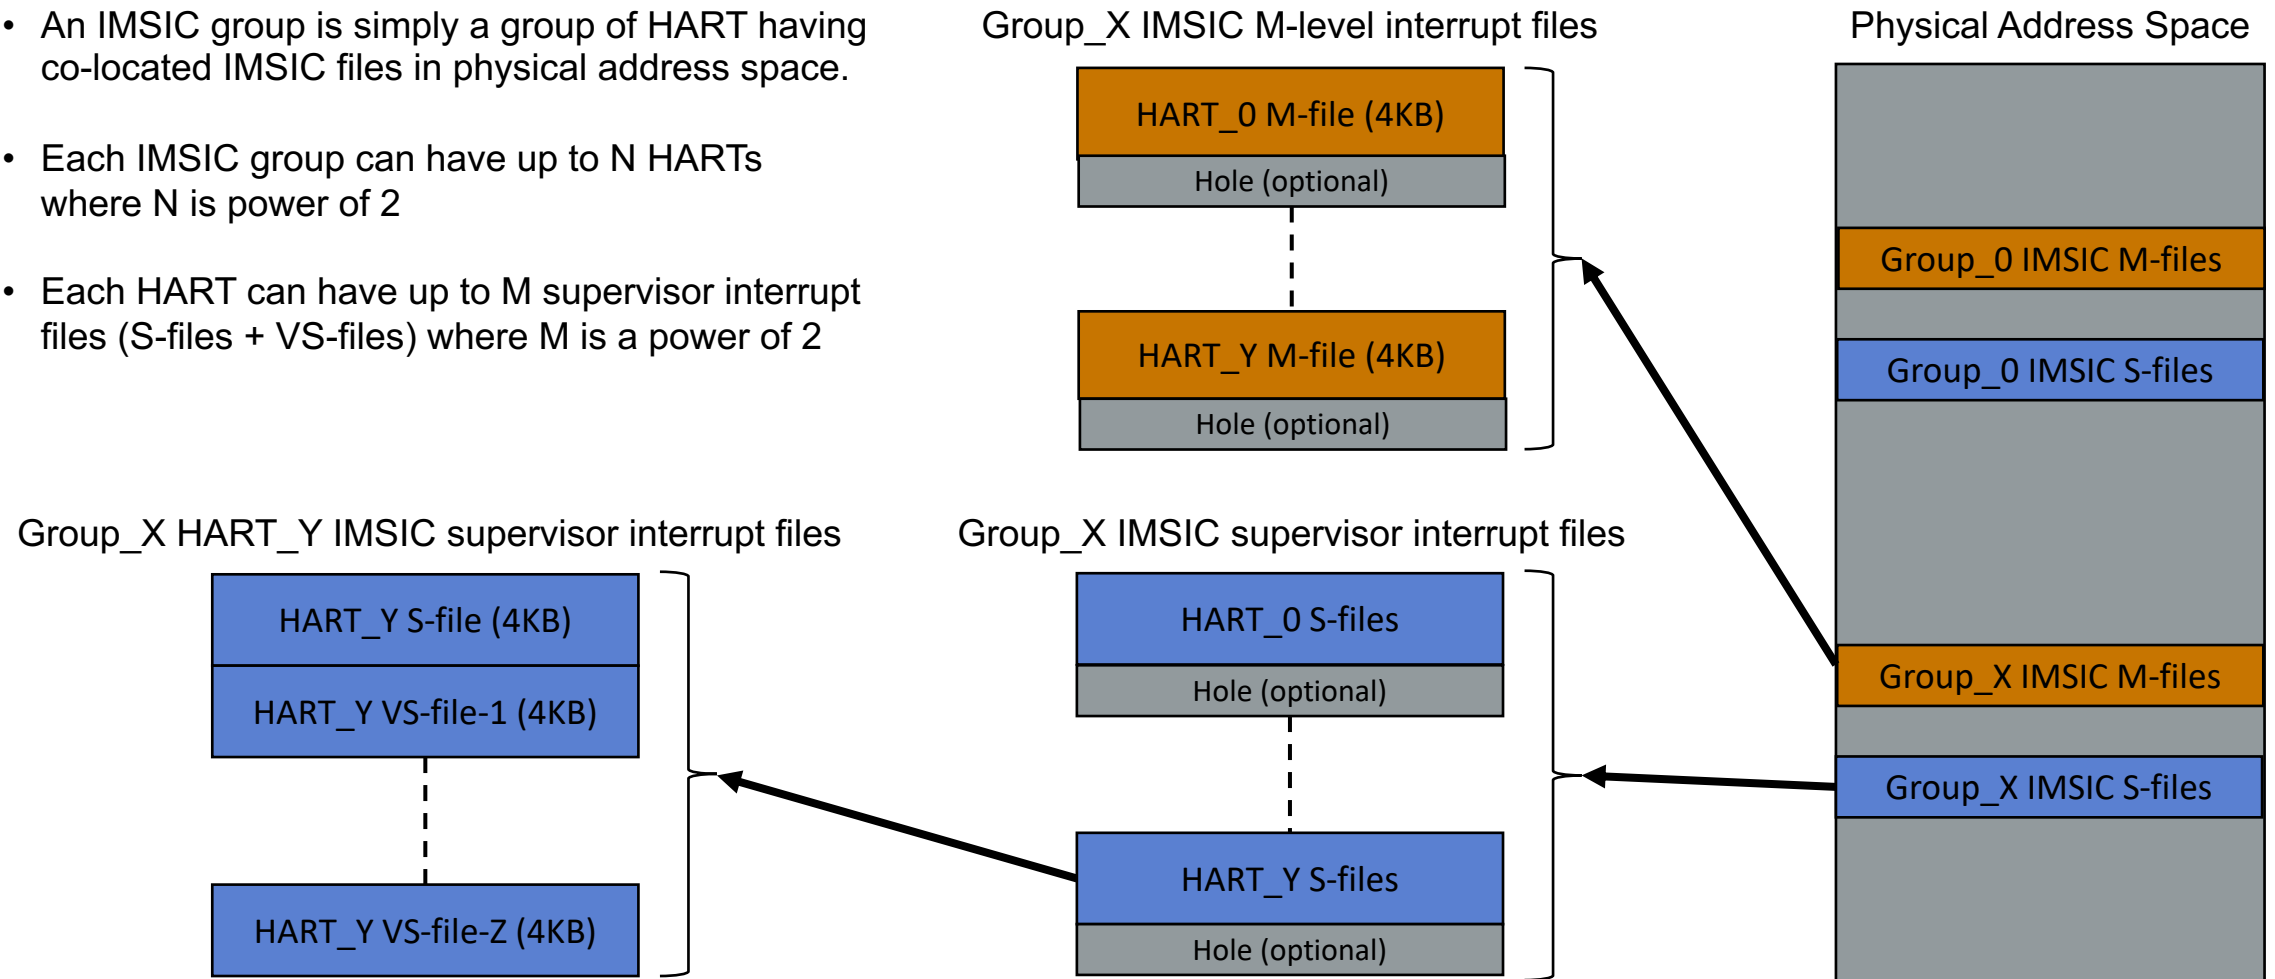 • An IMSIC group is simply a group of HART having
co-located IMSIC files in physical address space.
• Each IMSIC group can have up to N HARTs
where N is power of 2
• Each HART can have up to M supervisor interrupt
files (S-files + VS-files) where M is a power of 2
Group_X IMSIC M-level interrupt files
HART_0 M-file (4KB)
Hole (optional)
HART_Y M-file (4KB)
Hole (optional)
Physical Address Space
Group_0 IMSIC M-files
Group_0 IMSIC S-files
Group_X IMSIC M-files
Group_X IMSIC S-files
Group_X HART_Y IMSIC supervisor interrupt files
HART_Y S-file (4KB)
HART_Y VS-file-1 (4KB)
HART_Y VS-file-Z (4KB)
Group_X IMSIC supervisor interrupt files
HART_0 S-files
Hole (optional)
HART_Y S-files
Hole (optional)